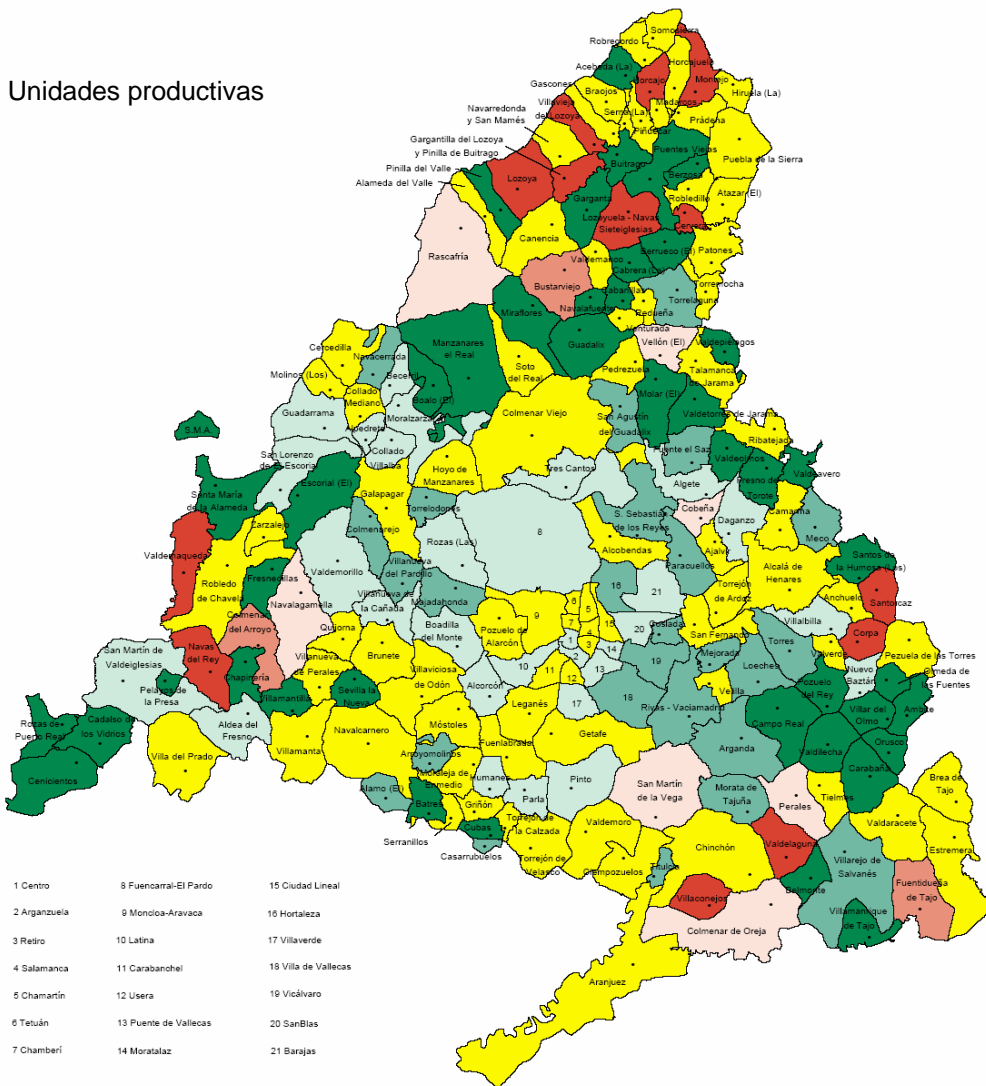 Unidades productivas
Robregordo
Somosierra
Acebeda (La)
Horcajuelo
Horcajo
Montejo
Gascones
Braojos
Madarcos
Hiruela (La)
Villavieja
del Lozoya
Serna (La)
Prádena
Navarredonda
y San Mamés
Piñuécar
Gargantilla del Lozoya
y Pinilla de Buitrago
Buitrago
Puentes Viejas
Puebla de la Sierra
Pinilla del Valle
Lozoya
Berzosa
Alameda del Valle
Garganta
Robledillo
Atazar (El)
Lozoyuela - Navas
Sieteiglesias
Cervera
Canencia
Rascafría
Valdemanco
Berrueco (El)
Patones
Cabrera (La)
Bustarviejo
Cabanillas
Torrelaguna
Torremocha
Miraflores
Navalafuente
Redueña
Venturada
Guadalix
Vellón (El)
Valdepiélagos
Cercedilla
Navacerrada
Manzanares
el Real
Soto
del Real
Pedrezuela
Talamanca
de Jarama
Molinos (Los)
Becerril
Collado
Mediano
Boalo (El)
Molar (El)
Guadarrama
Moralzarzal
Colmenar Viejo
San Agustín
del Guadalix
Valdetorres de Jarama
S.M.A.
Alpedrete
Ribatejada
San Lorenzo
de El Escorial
Collado
Villalba
Fuente el Saz
Valdeolmos
Hoyo de
Manzanares
Tres Cantos
Valdeavero
Escorial (El)
Galapagar
Algete
Fresno de
Torote
Santa María
de la Alameda
Torrelodones
Cobeña
Daganzo
Camarma
Zarzalejo
Colmenarejo
Rozas (Las)
8
S. Sebastián
de los Reyes
Meco
Valdemaqueda
Alcobendas
Ajalvir
Santos de
la Humosa (Los)
Robledo
de Chavela
Fresnedillas
Valdemorillo
Villanueva
del Pardillo
Paracuellos
Alcalá de
Henares
Navalagamella
Villanueva de
la Cañada
Majadahonda
16
21
Torrejón
de Ardoz
Anchuelo
Santorcaz
Colmenar
del Arroyo
Boadilla
del Monte
Pozuelo de
Alarcón
9
6
5
7
15
4
20
Coslada
San Fernando
Villalbilla
Corpa
San Martín de
Valdeiglesias
Navas
del Rey
Quijorna
Brunete
1
3
14
Mejorada
Torres
Valverde
Pezuela de las Torres
Villanueva
de Perales
Villaviciosa
de Odón
10
11
2
13
19
Loeches
Nuevo
Baztán
Olmeda de
las Fuentes
Pelayos de
la Presa
Chapinería
Sevilla la
Nueva
Alcorcón
12
Velilla
Pozuelo
del Rey
Villamantilla
Leganés
17
18
Rivas - Vaciamadrid
Villar del
Olmo
Ambite
Rozas de
Puerto Real
Cadalso de
los Vidrios
Aldea del
Fresno
Móstoles
Getafe
Campo Real
Orusco
Villa del Prado
Villamanta
Navalcarnero
Arroyomolinos
Fuenlabrada
Arganda
Valdilecha
Carabaña
Cenicientos
Moraleja de
Enmedio
Humanes
Pinto
San Martín
de la Vega
Morata de
Tajuña
Perales
Tielmes
Brea de
Tajo
Alamo (El)
Batres
Griñón
Parla
Valdaracete
Serranillos
Cubas
Torrejón de
la Calzada
Valdemoro
Chinchón
Valdelaguna
Estremera
Casarrubuelos
Torrejón de
Velasco
Ciempozuelos
Titulcia
Villarejo de
Salvanés
Belmonte
Fuentidueña
de Tajo
Villaconejos
Villamanrique
de Tajo
Colmenar de Oreja
Aranjuez
1 Centro
8 Fuencarral-El Pardo
15 Ciudad Lineal
2 Arganzuela
9 Moncloa-Aravaca
16 Hortaleza
3 Retiro
10 Latina
17 Villaverde
4 Salamanca
11 Carabanchel
18 Villa de Vallecas
5 Chamartín
12 Usera
19 Vicálvaro
6 Tetuán
13 Puente de Vallecas
20 SanBlas
7 Chamberí
14 Moratalaz
21 Barajas